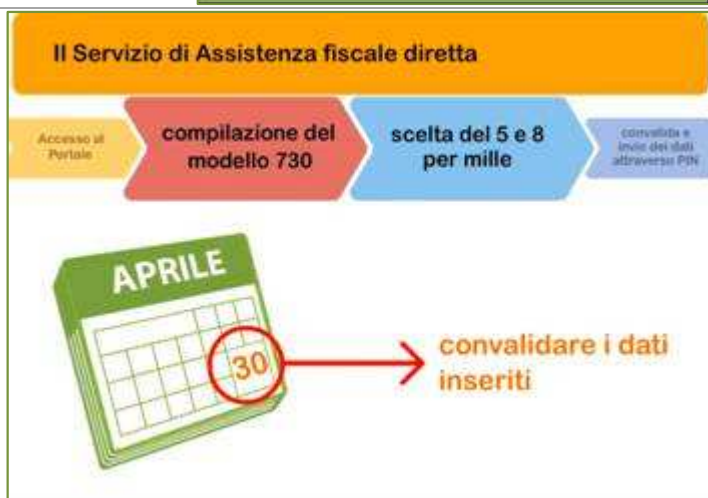 Il Servizio di Assistenza fiscale diretta
Accesso al
Portale
compilazione del
modello 730
scelta del 5 e 8
per mille
convalida e
invio dei dati
attraverso PIN
APRILE
30
convalidare i dati
inseriti